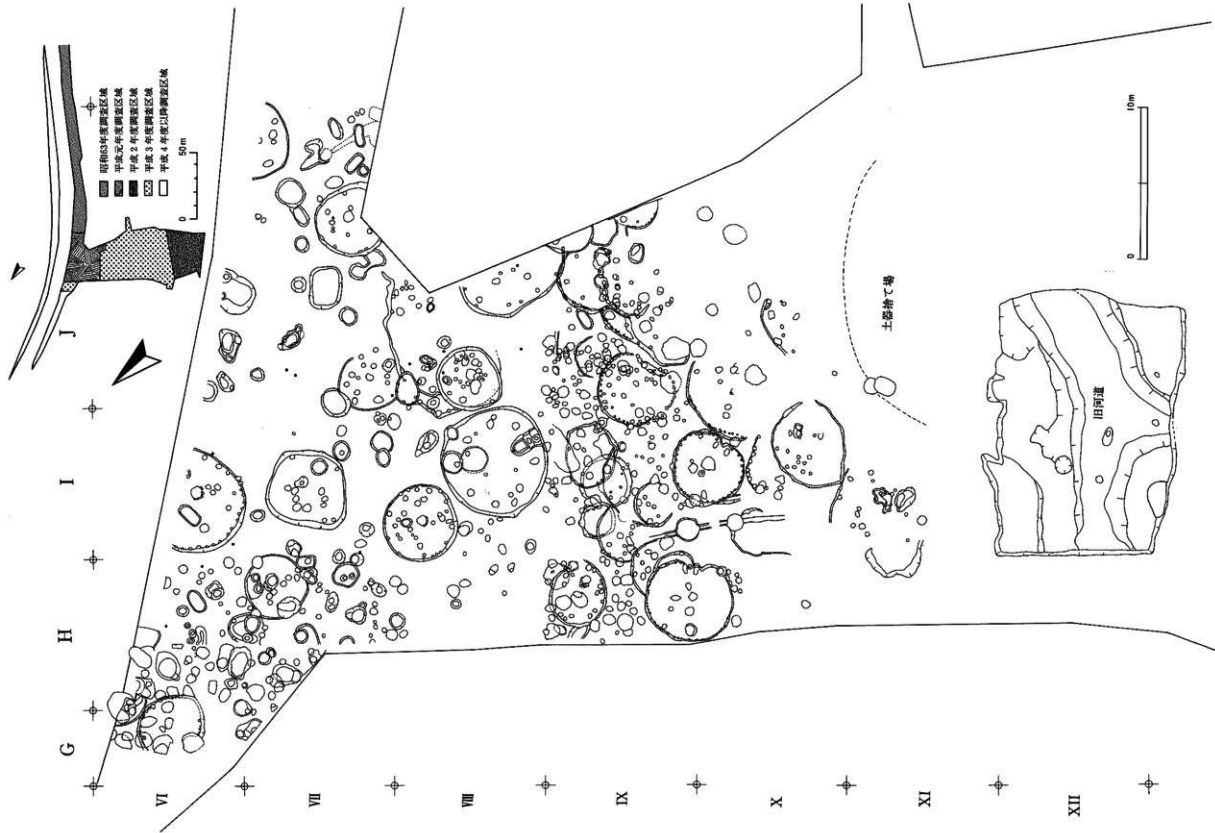 昭和63年度調査区域
平成元年度調査区域
平成2年度調査区域
平成3年度調査区域
平成4年度以降調査区域
0 50m
J
I
H
G
VI
VII
VIII
IX
X
XI
XII
土器捨て場
旧河道
0 10m